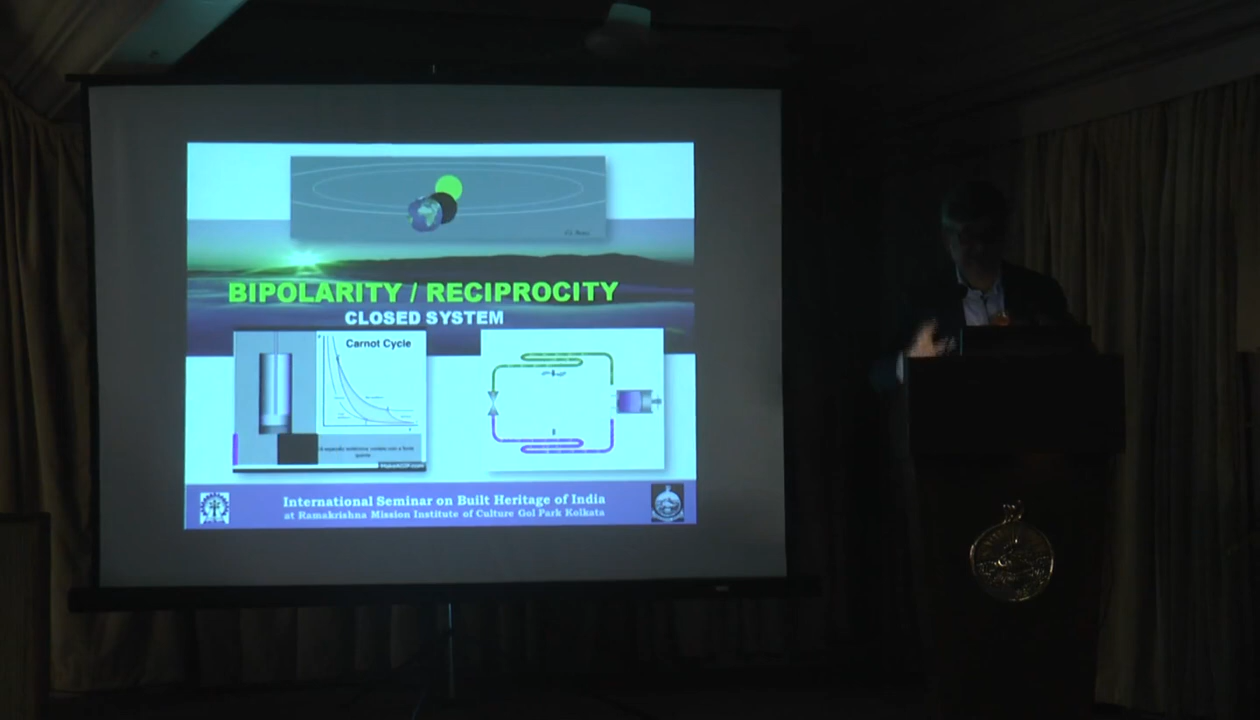 BIPOLARITY / RECIPROCITY
CLOSED SYSTEM
Carnot Cycle
International Seminar on Built Heritage of India
at Ramakrishna Mission Institute of Culture Gol Park Kolkata